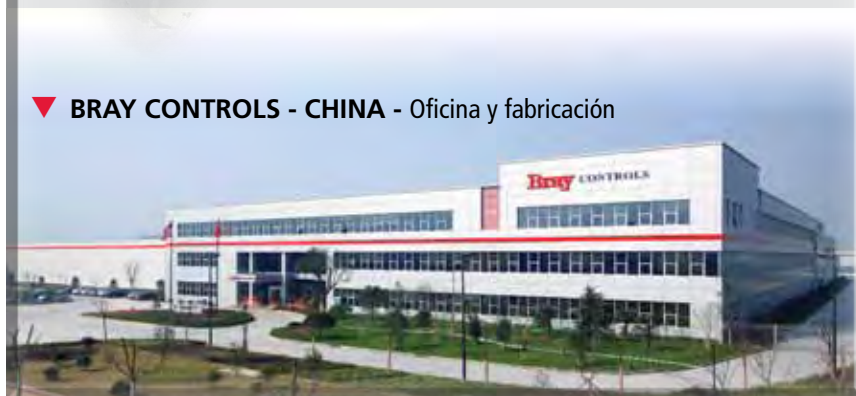 BRAY CONTROLS - CHINA - Oficina y fabricación
Bray CONTROLS